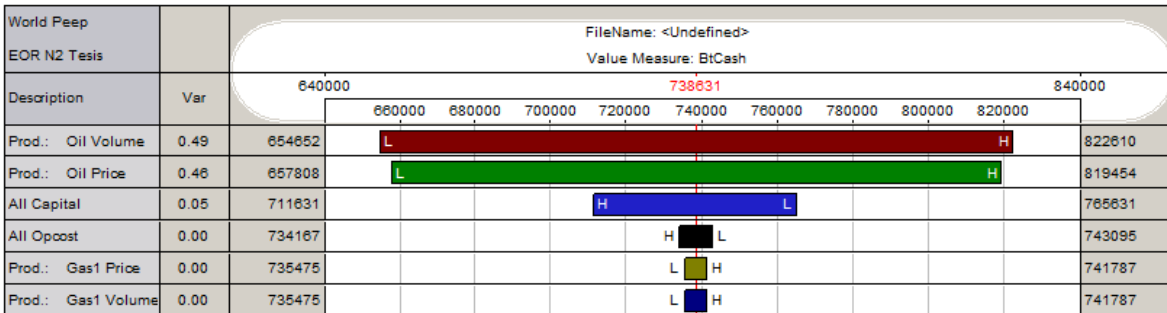 World Peep
EOR N2 Tesis
FileName: <Undefined>
Value Measure: BtCash
Description Var
640000 738631 840000
660000 680000 700000 720000 740000 760000 780000 800000 820000
Prod.: Oil Volume 0.49 654652 L H 822610
Prod.: Oil Price 0.46 657808 L H 819454
All Capital 0.05 711631 H L 765631
All Opcost 0.00 734167 H L 743095
Prod.: Gas1 Price 0.00 735475 L H 741787
Prod.: Gas1 Volume 0.00 735475 L H 741787